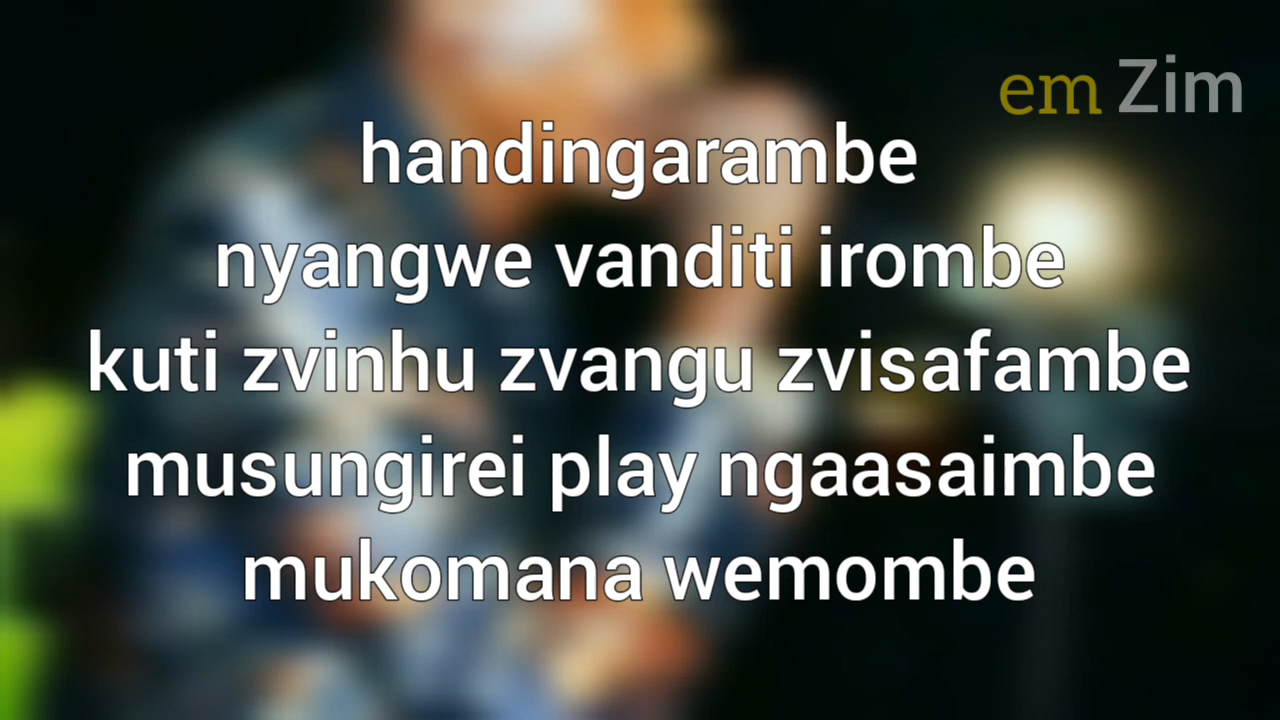 em Zim
handingarambe
nyangwe vanditi irombe
kuti zvinhu zvangu zvisafambe
musungirei play ngaasaimbe
mukomana wemombe